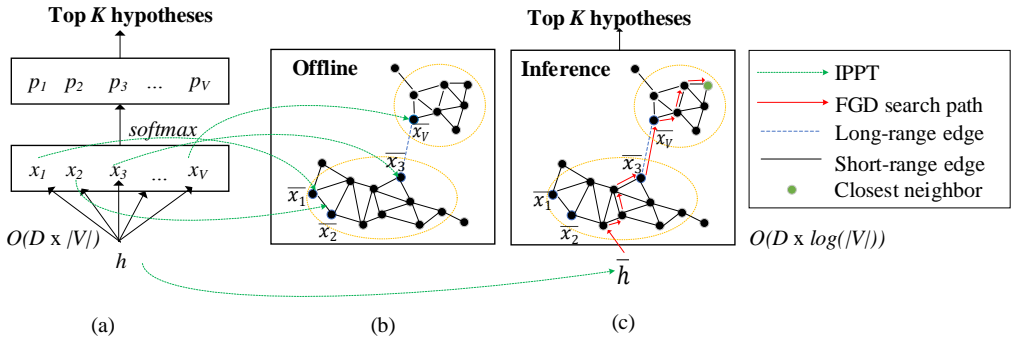 Top K hypotheses
p1 p2 p3 ... pV
softmax
x1 x2 x3 ... xV
O(D x |V|)
h
(a)
Offline
x̄V
x̄3
x̄1
x̄2
(b)
Top K hypotheses
Inference
x̄V
x̄3
x̄1
x̄2
h̄
(c)
IPPT
FGD search path
Long-range edge
Short-range edge
Closest neighbor
O(D x log(|V|))